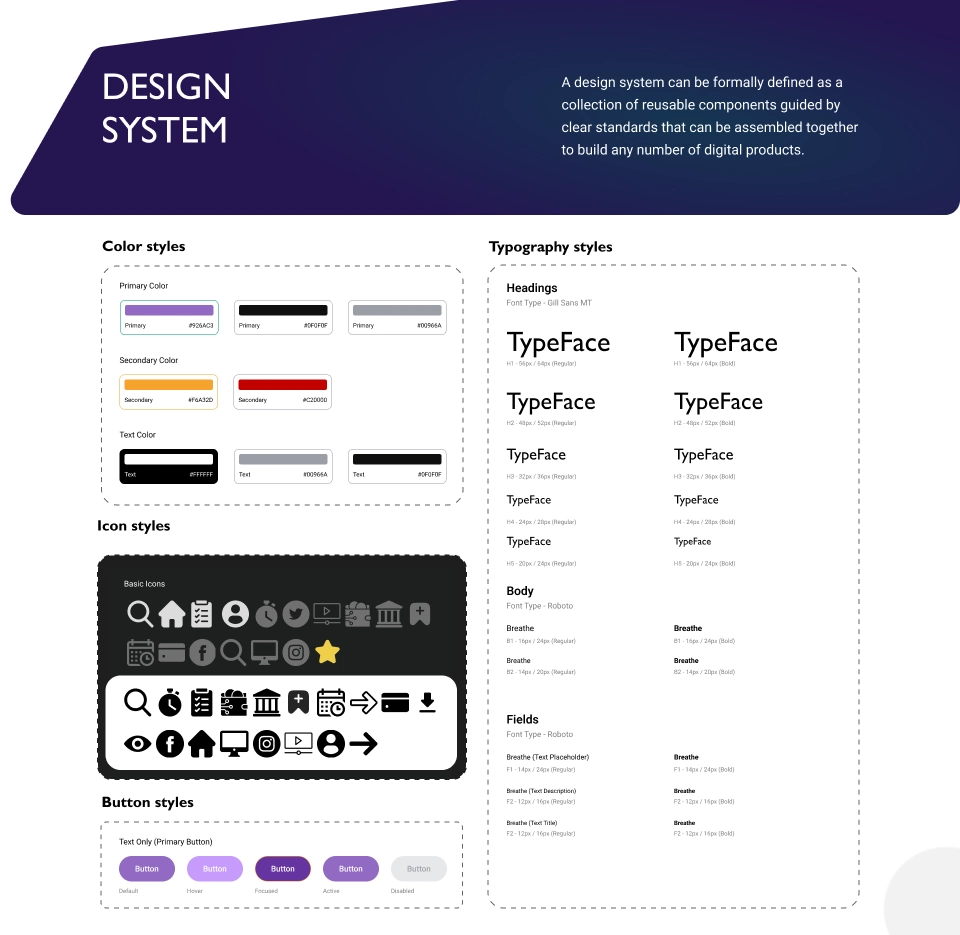 DESIGN
SYSTEM
A design system can be formally defined as a
collection of reusable components guided by
clear standards that can be assembled together
to build any number of digital products.
Color styles
Primary Color
Primary #926AC3
Primary #0F0F0F
Primary #00966A
Secondary Color
Secondary #F6A32D
Secondary #C20000
Text Color
Text #FFFFFF
Text #00966A
Text #0F0F0F
Icon styles
Basic Icons
Button styles
Text Only (Primary Button)
Button Button Button Button Button
Default Hover Focused Active Disabled
Typography styles
Headings
Font Type - Gill Sans MT
TypeFace TypeFace
H1 - 56px / 64px (Regular) H1 - 56px / 64px (Bold)
TypeFace TypeFace
H2 - 48px / 52px (Regular) H2 - 48px / 52px (Bold)
TypeFace TypeFace
H3 - 32px / 36px (Regular) H3 - 32px / 36px (Bold)
TypeFace TypeFace
H4 - 24px / 28px (Regular) H4 - 24px / 28px (Bold)
TypeFace TypeFace
H5 - 20px / 24px (Regular) H5 - 20px / 24px (Bold)
Body
Font Type - Roboto
Breathe Breathe
B1 - 16px / 24px (Regular) B1 - 16px / 24px (Bold)
Breathe Breathe
B2 - 14px / 20px (Regular) B2 - 14px / 20px (Bold)
Fields
Font Type - Roboto
Breathe (Text Placeholder) Breathe
F1 - 14px / 24px (Regular) F1 - 14px / 24px (Bold)
Breathe (Text Description) Breathe
F2 - 12px / 16px (Regular) F2 - 12px / 16px (Bold)
Breathe (Text Title) Breathe
F2 - 12px / 16px (Regular) F2 - 12px / 16px (Bold)